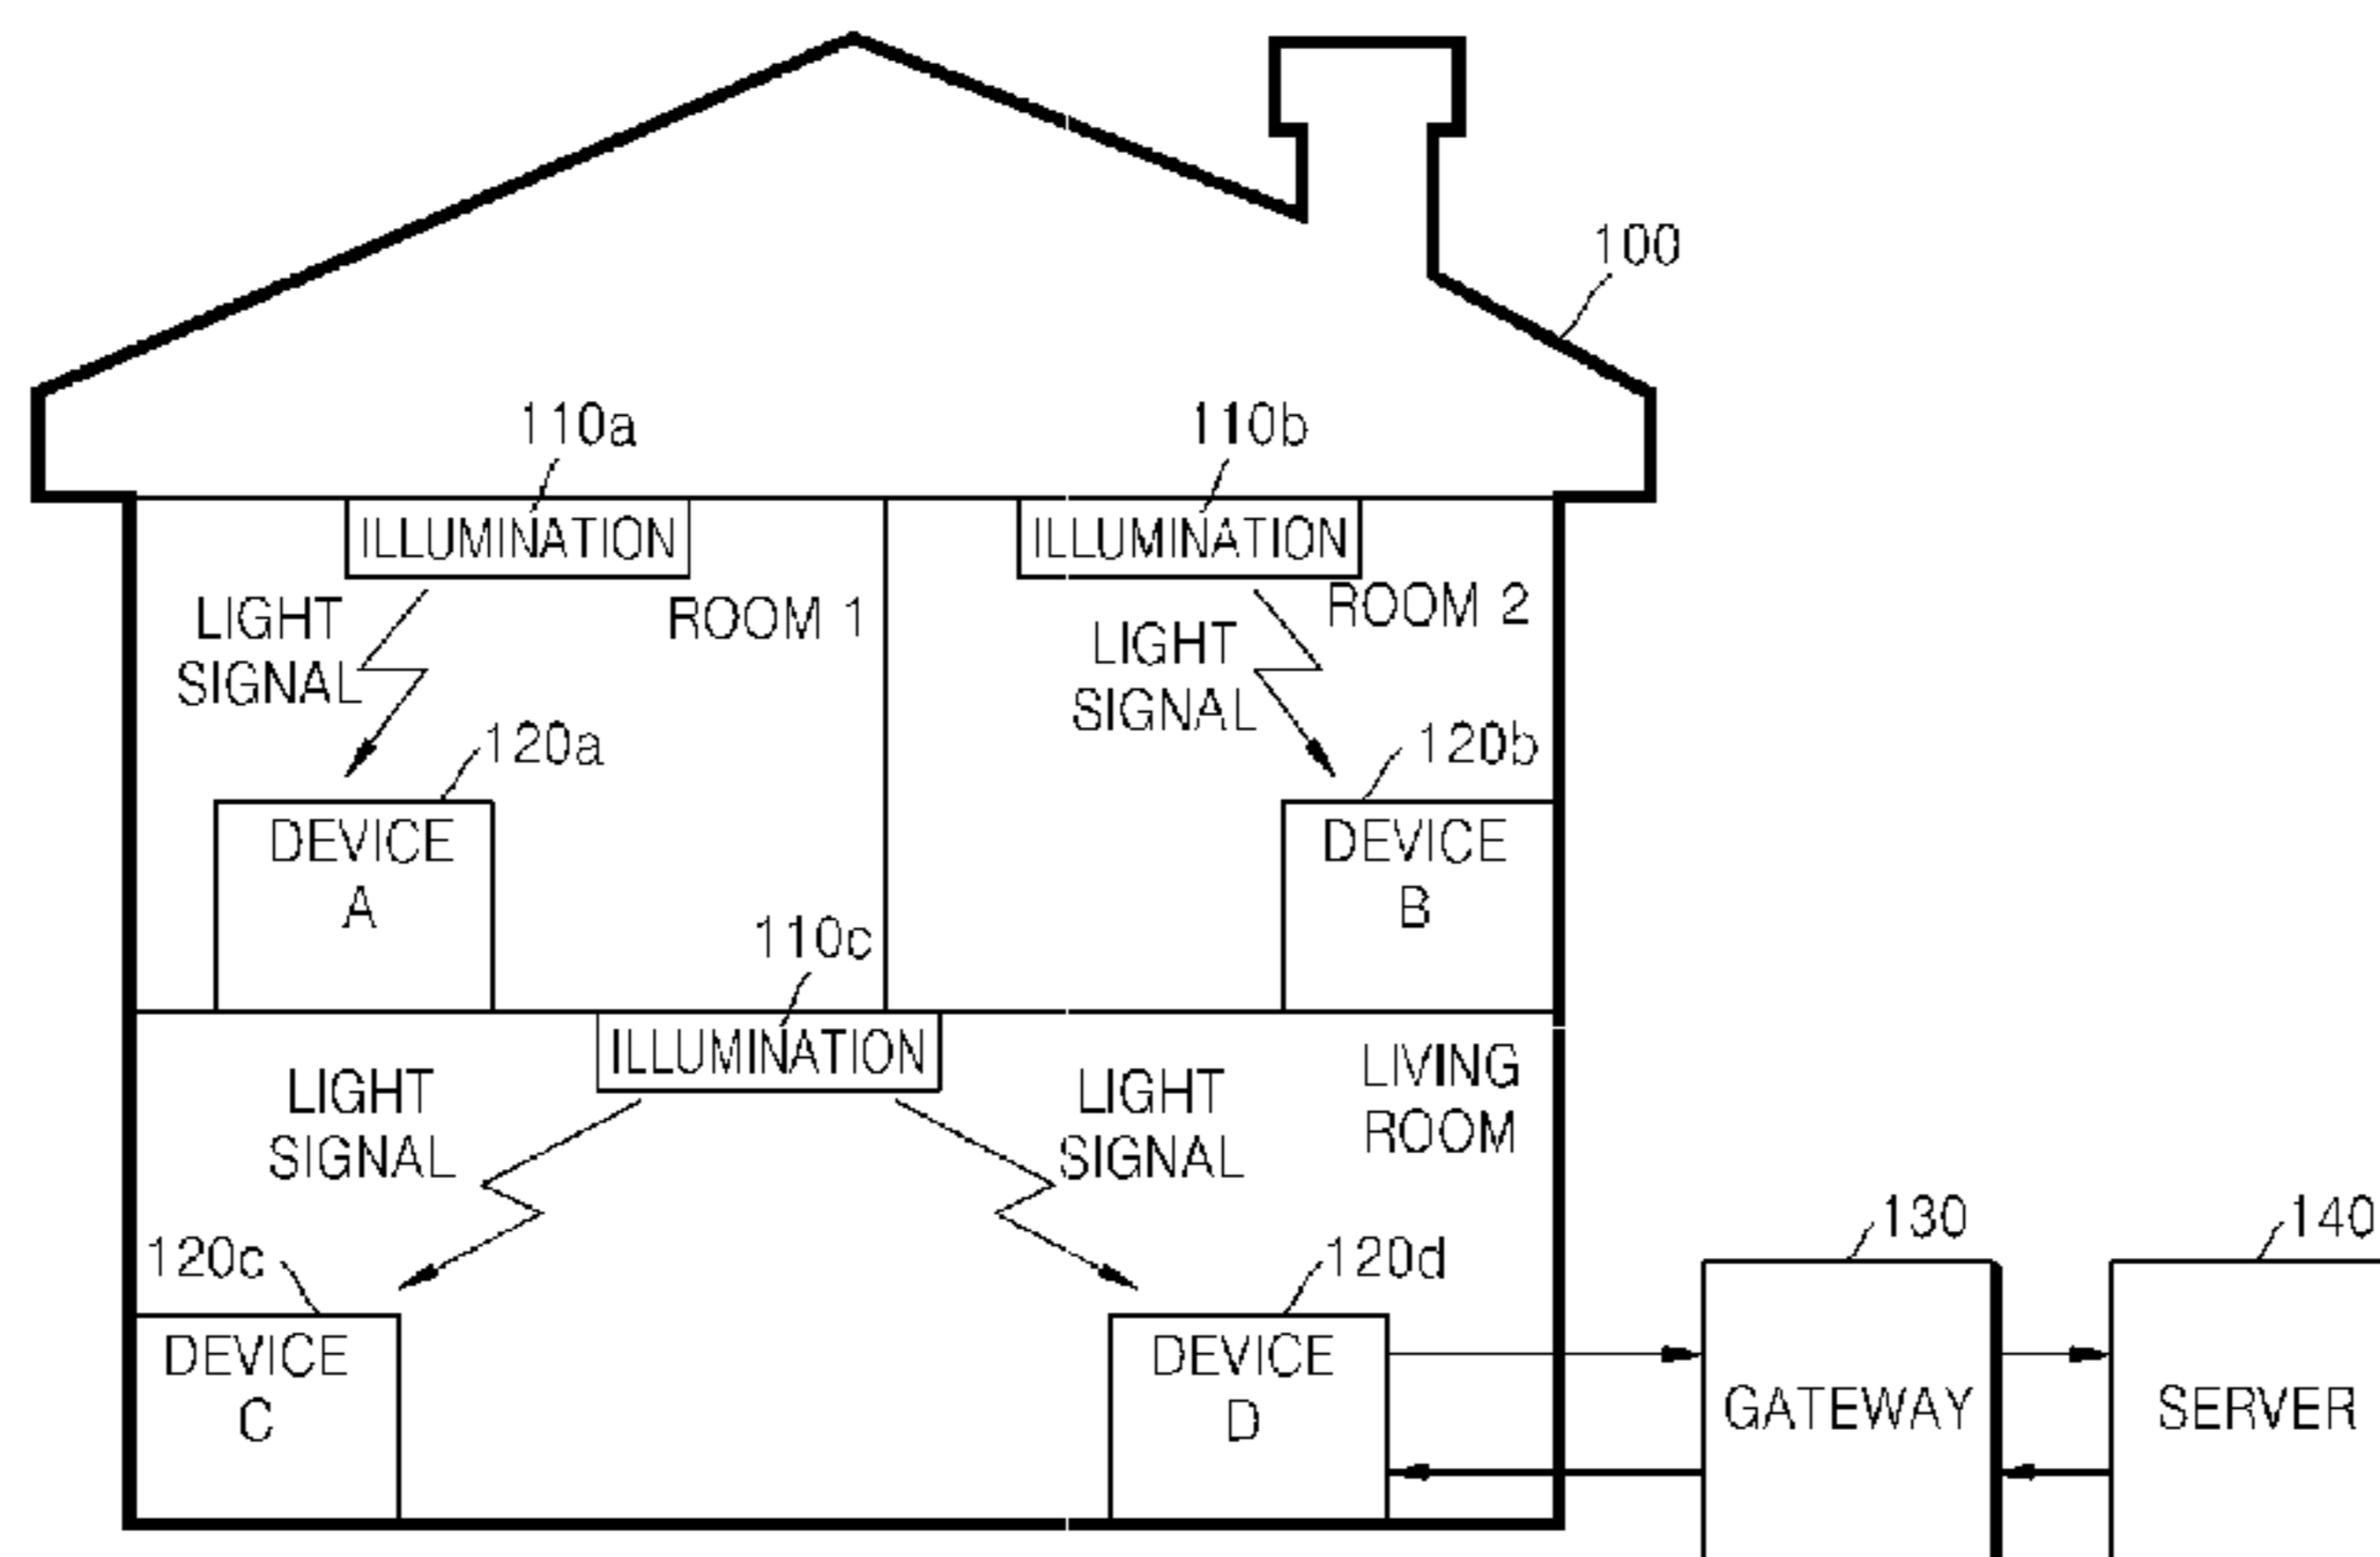 100
110a
110b
ILLUMINATION
ILLUMINATION
LIGHT
SIGNAL
ROOM 1
LIGHT
SIGNAL
ROOM 2
120a
120b
DEVICE
A
DEVICE
B
110c
ILLUMINATION
LIGHT
SIGNAL
LIGHT
SIGNAL
LIVING
ROOM
120c
120d
130
140
DEVICE
C
DEVICE
D
GATEWAY
SERVER